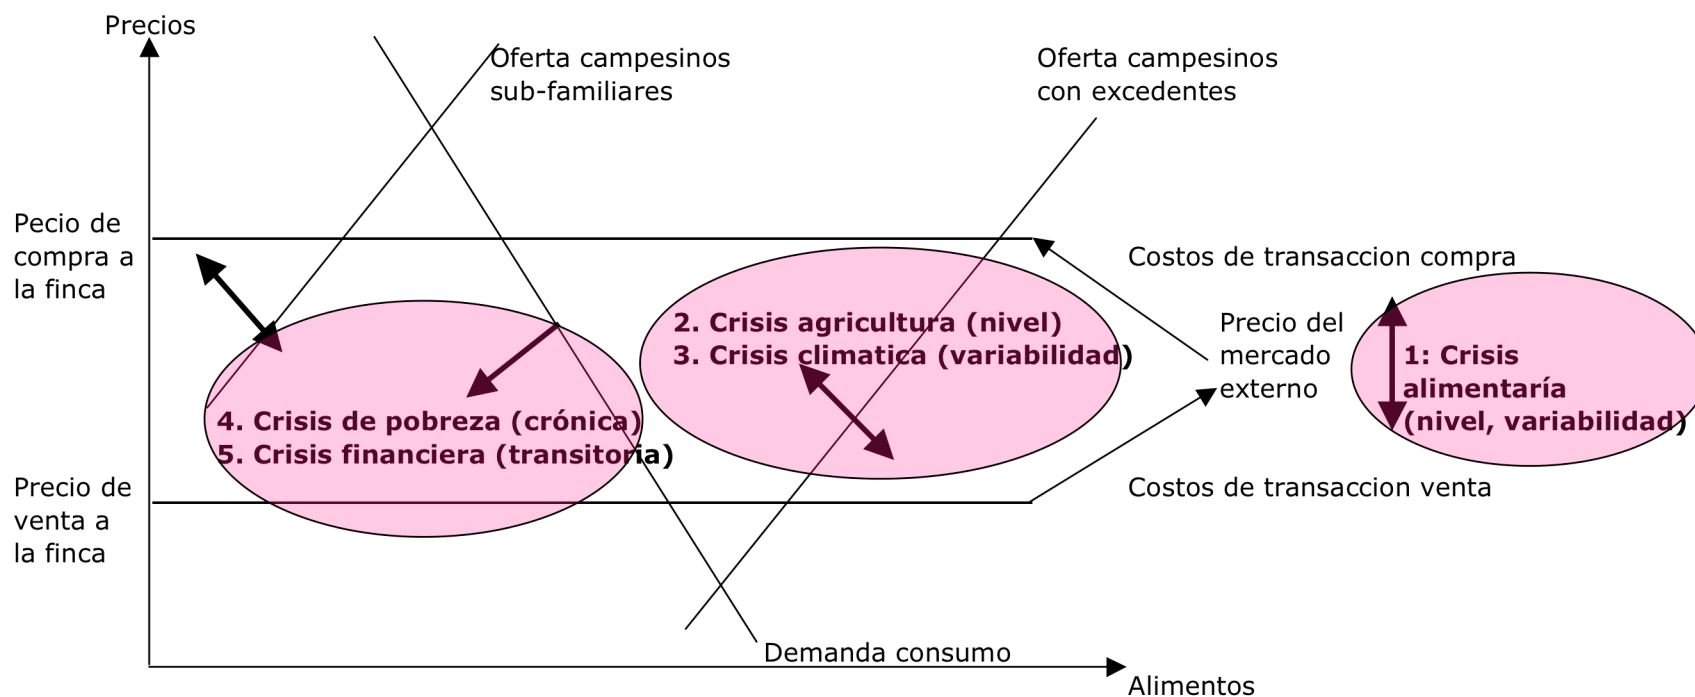 Precios
Oferta campesinos
sub-familiares
Oferta campesinos
con excedentes
Pecio de
compra a
la finca
Costos de transaccion compra
2. Crisis agricultura (nivel)
3. Crisis climatica (variabilidad)
Precio del
mercado
externo
1: Crisis
alimentaría
(nivel, variabilidad)
4. Crisis de pobreza (crónica)
5. Crisis financiera (transitoria)
Precio de
venta a
la finca
Costos de transaccion venta
Demanda consumo
Alimentos